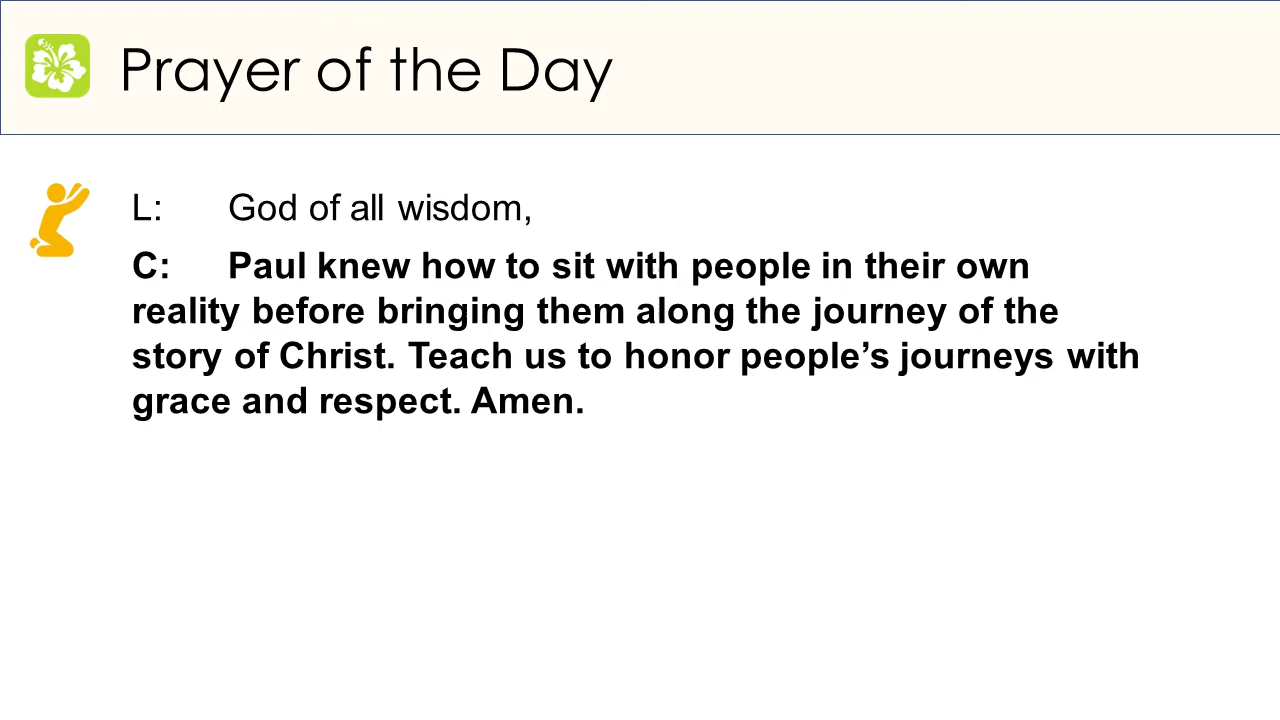 Prayer of the Day
L: God of all wisdom,
C: Paul knew how to sit with people in their own
reality before bringing them along the journey of the
story of Christ. Teach us to honor people’s journeys with
grace and respect. Amen.